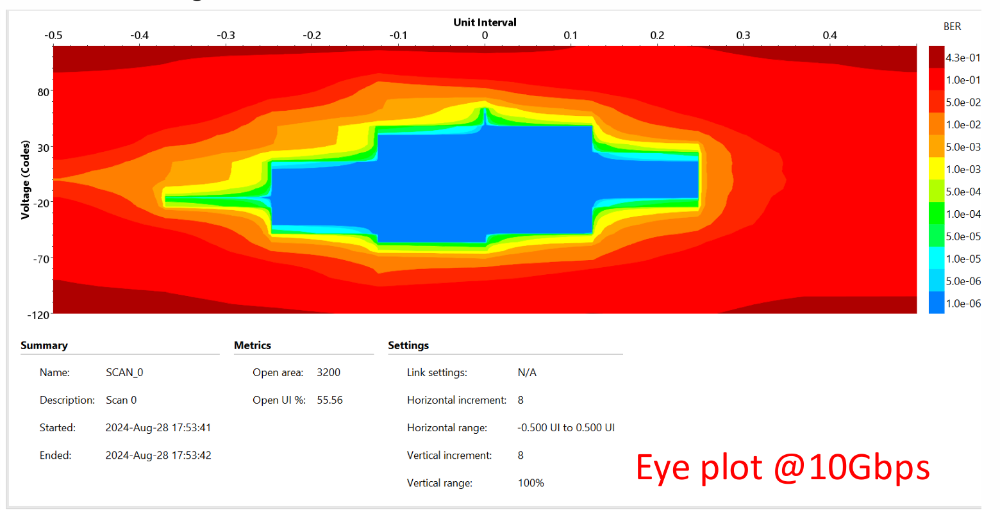 Unit Interval
-0.5 -0.4 -0.3 -0.2 -0.1 0 0.1 0.2 0.3 0.4
BER
Voltage (Codes)
80
30
-20
-70
-120
4.3e-01
1.0e-01
5.0e-02
1.0e-02
5.0e-03
1.0e-03
5.0e-04
1.0e-04
5.0e-05
1.0e-05
5.0e-06
1.0e-06
Summary
Name: SCAN_0
Description: Scan 0
Started: 2024-Aug-28 17:53:41
Ended: 2024-Aug-28 17:53:42
Metrics
Open area: 3200
Open UI %: 55.56
Settings
Link settings: N/A
Horizontal increment: 8
Horizontal range: -0.500 UI to 0.500 UI
Vertical increment: 8
Vertical range: 100%
Eye plot @10Gbps